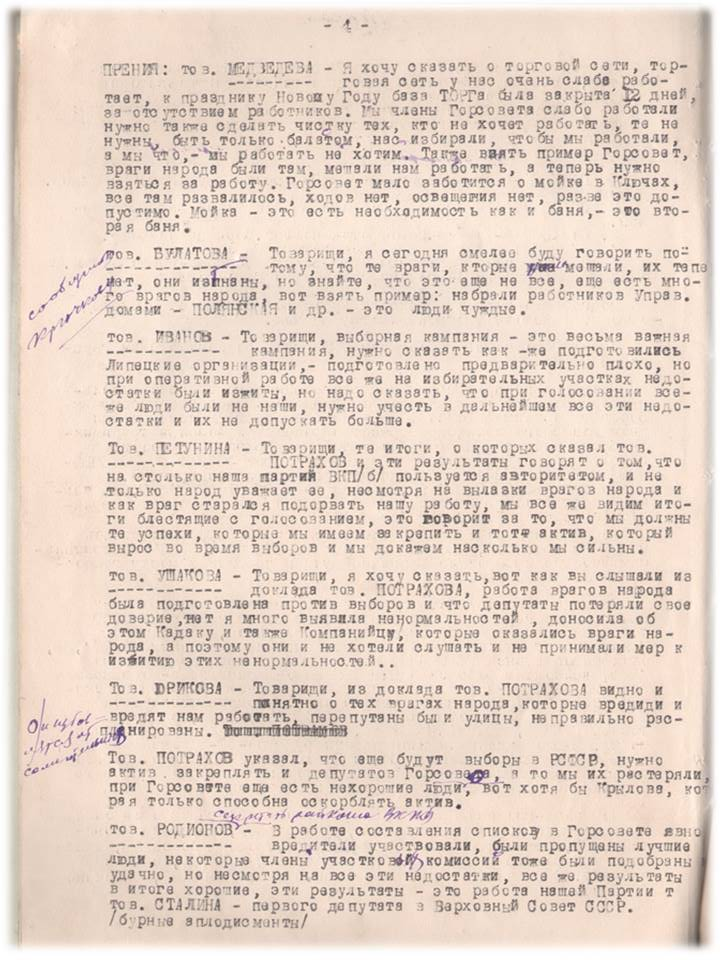 - 4 -
ПРЕНИЯ: тов. МЕДВЕДЕВА - Я хочу сказать о торговой сети, тор-
говая сеть у нас очень слабо рабо-
тает, к празднику Новому Году база ТОРГа была закрыта 12 дней,
за отсутствием работников. Мы члены Горсовета слабо работали
нужно также сделать чистку тех, кто не хочет работать, те не
нужны, быть только балатом, нас избирали, чтобы мы работали,
а мы что,- мы работать не хотим. Также взять пример Горсовет,
враги народа были там, мешали нам работать, а теперь нужно
взяться за работу. Горсовет мало заботится о мойке в Ключах,
все там развалилось, ходов нет, освещения нет, разве это до-
пустимо. Мойка - это есть необходимость как и баня,- это вто-
рая баня.
тов. БУЛАТОВА - Товарищи, я сегодня смелее буду говорить по-
тому, что те враги, кторые мешали, их тепе
нет, они изгнаны, но знайте, что это еще не все, еще есть мно-
го врагов народа, вот взять пример: набрали работников Управ.
домами - ПОЛЯНСКАЯ и др. - это люди чуждые.
тов. ИВАНОВ - Товарищи, выборная кампания - это весьма важная
кампания, нужно сказать как -же подготовились
Липецкие организации,- подготовлено предварительно плохо, но
при оперативной работе все же на избирательных участках недо-
статки были изжиты, но надо сказать, что при голосовании все-
же люди были не наши, нужно учесть в дальнейшем все эти недо-
статки и их не допускать больше.
Тов. ПЕТУНИНА - Товарищи, те итоги, о которых сказал тов.
ПОТРАХОВ и эти результаты говорят о том,что
на столько наша партий ВКП/б/ пользуется авторитетом, и не
только народ уважает ее, несмотря на вылазки врагов народа и
как враг старался подорвать нашу работу, мы все же видим ито-
ги блестящие с голосованием, это говорит за то, что мы должны
те успехи, которые мы имеем закрепить и тот актив, который
вырос во время выборов и мы докажем насколько мы сильны.
тов. УШАКОВА - Товарищи, я хочу сказать,вот как вы слышали из
доклада тов. ПОТРАХОВА, работа врагов народа
была подготовлена против выборов и что депутаты потеряли свое
доверие ,нет я много выявила ненормальностей , доносила об
этом Кадаку и также Компанийцу, которые оказались враги на-
рода, а поэтому они и не хотели слушать и не принимали мер к
изжитию этих ненормальностей..
Тов. ЮРИКОВА - Товарищи, из доклада тов. ПОТРАХОВА видно и
понятно о тех врагах народа,которые вредиди и
вредят нам работать, перепутаны были улицы, неправильно рас-
планированы.
Тов. ПОТРАХОВ указал, что еще будут выборы в РСФСР, нужно
актив закреплять и депутатов Горсовета, а то мы их растеряли,
при Горсовете еще есть нехорошие люди, вот хотя бы Крылова, кот
рая только способна оскорблять актив.
секретарь райкома ВКПб
тов. РОДИОНОВ - В работе составления списков в Горсовете явно
вредители участвовали, были пропущены лучшие
люди, некоторые члены участковых комиссий тоже были подобраны
удачно, но несмотря на все эти недостатки, все же результаты
в итоге хорошие, эти результаты - это работа нашей Партии т
тов. СТАЛИНА - первого депутата в Верховный Совет СССР.
/бурные аплодисменты/